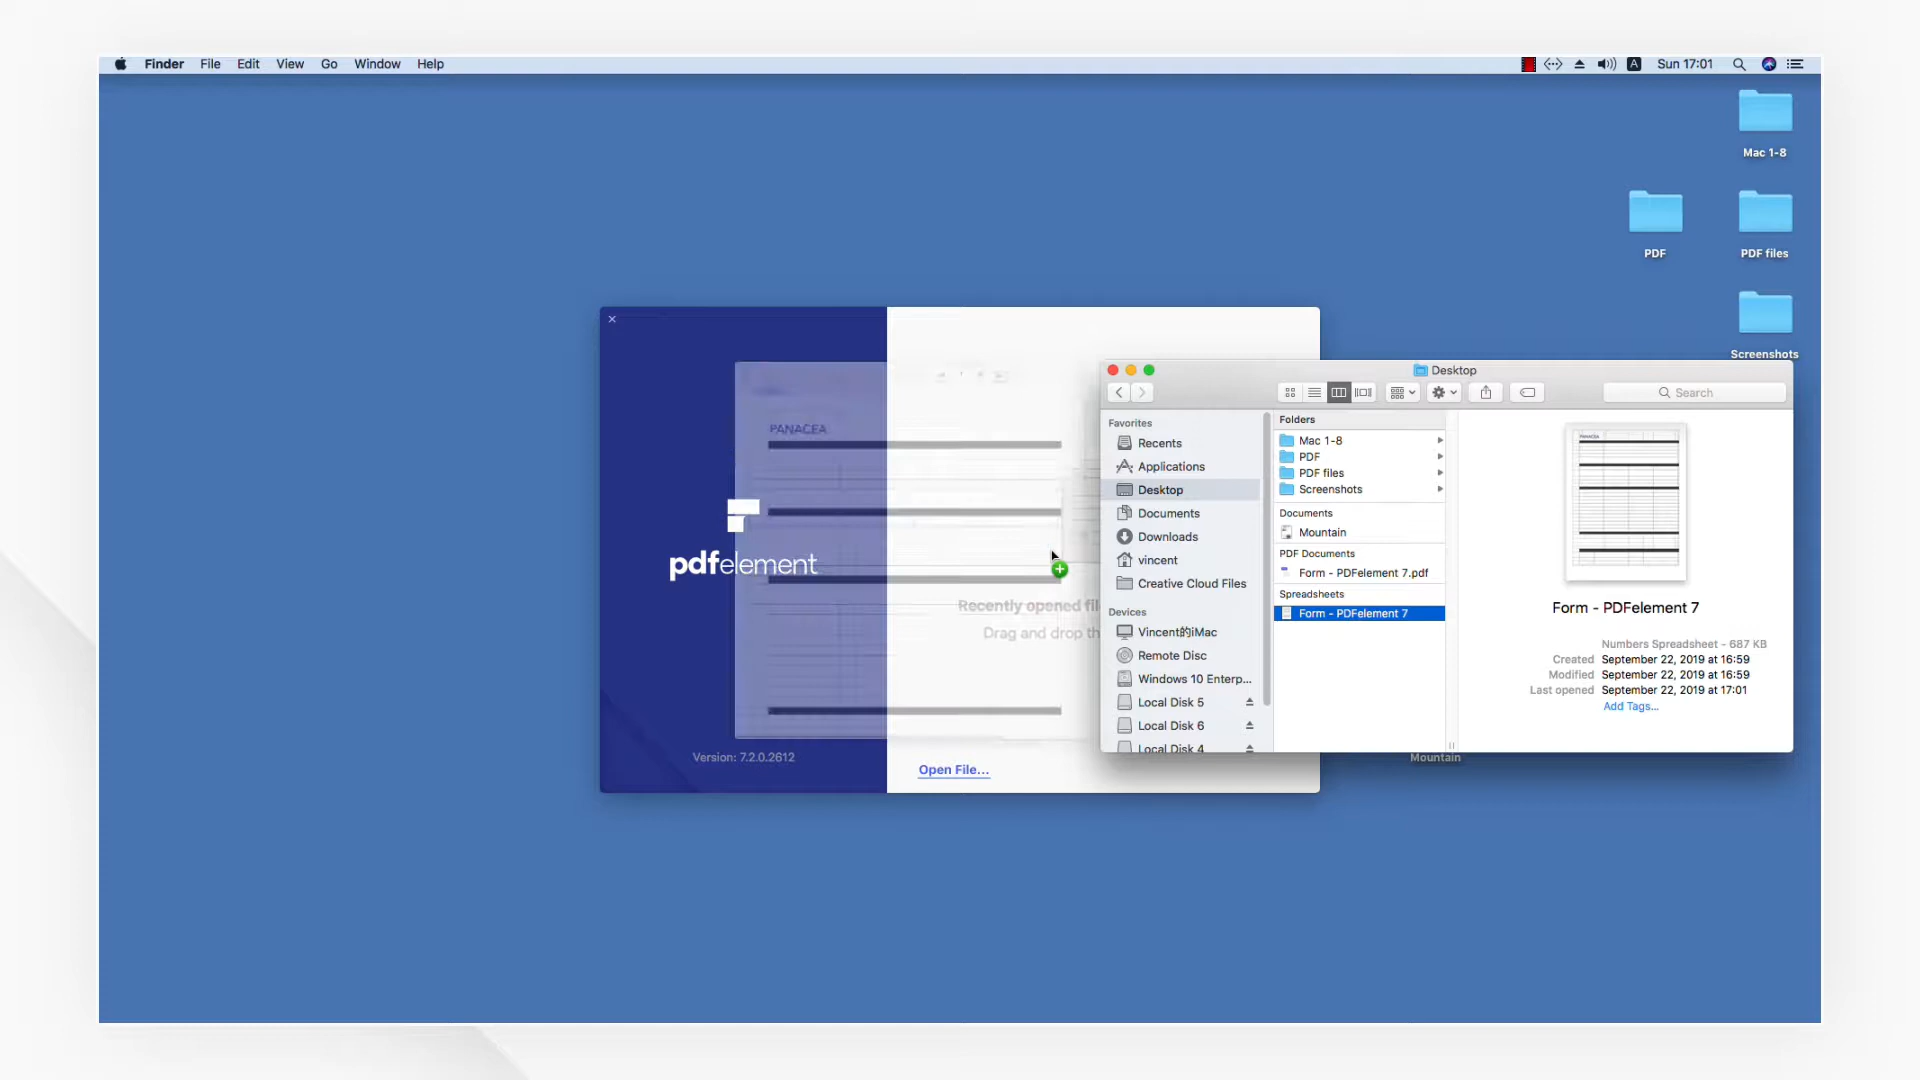 Finder File Edit View Go Window Help
A Sun 17:01
Mac 1-8
PDF
PDF files
Screenshots
PANACEA
pdfelement
Version: 7.2.0.2612
Recently opened fil
Drag and drop th
Open File...
Desktop
Search
Favorites
Recents
Applications
Desktop
Documents
Downloads
vincent
Creative Cloud Files
Devices
Vincent的iMac
Remote Disc
Windows 10 Enterp...
Local Disk 5
Local Disk 6
Local Disk 4
Folders
Mac 1-8
PDF
PDF files
Screenshots
Documents
Mountain
PDF Documents
Form - PDFelement 7.pdf
Spreadsheets
Form - PDFelement 7
PANACEA
Form - PDFelement 7
Numbers Spreadsheet - 687 KB
Created September 22, 2019 at 16:59
Modified September 22, 2019 at 16:59
Last opened September 22, 2019 at 17:01
Add Tags...
Mountain